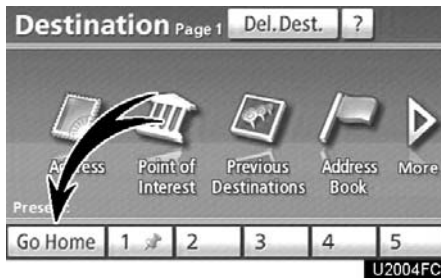 Destination Page 1 Del.Dest. ?
Address Point of Interest Previous Destinations Address Book More
Preset
Go Home 1 2 3 4 5
U2004FC